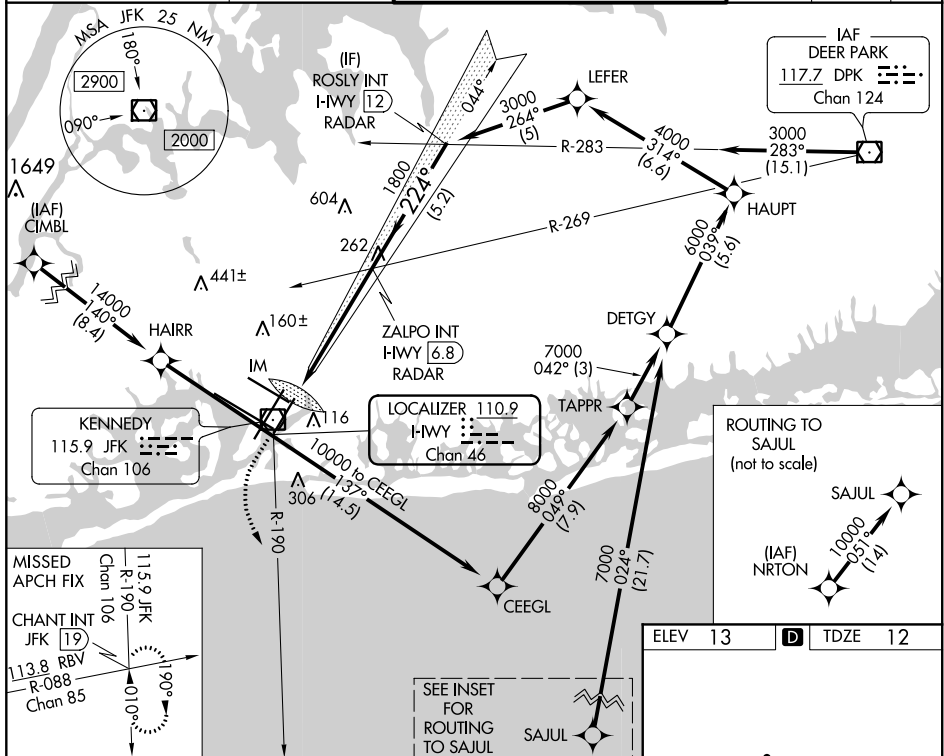 MSA JFK 25 NM
180°
2900
090°
2000
1649
(IAF)
CIMBL
14000
140°
(8.4)
HAIRR
441±
160±
604
262
(IF)
ROSLY INT
I-IWY 12
RADAR
044°
1800
224°
(5.2)
3000
264°
(5)
LEFER
IAF
DEER PARK
117.7 DPK
Chan 124
R-283
3000
283°
(15.1)
4000
314°
(6.6)
HAUPT
R-269
6000
039°
(5.6)
ZALPO INT
I-IWY 6.8
RADAR
DETGY
7000
042° (3)
TAPPR
IM
116
KENNEDY
115.9 JFK
Chan 106
LOCALIZER 110.9
I-IWY
Chan 46
10000 to CEEGL
137°
(14.5)
306
R-190
8000
049°
(7.9)
CEEGL
7000
024°
(21.7)
ROUTING TO
SAJUL
(not to scale)
SAJUL
(IAF)
NRTON
10000
051°
(14)
MISSED
APCH FIX
115.9 JFK
R-190
Chan 106
CHANT INT
JFK 19
113.8 RBV
R-088
Chan 85
190°
010°
SEE INSET
FOR
ROUTING
TO SAJUL
SAJUL
ELEV 13 D TDZE 12